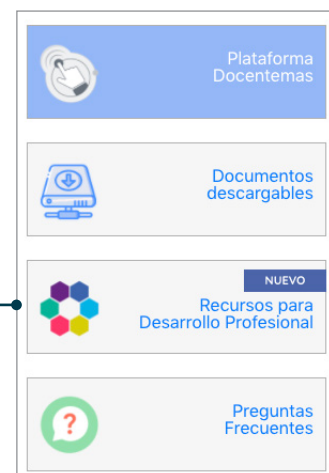 Plataforma
Docentemas
Documentos
descargables
NUEVO
Recursos para
Desarrollo Profesional
?
Preguntas
Frecuentes